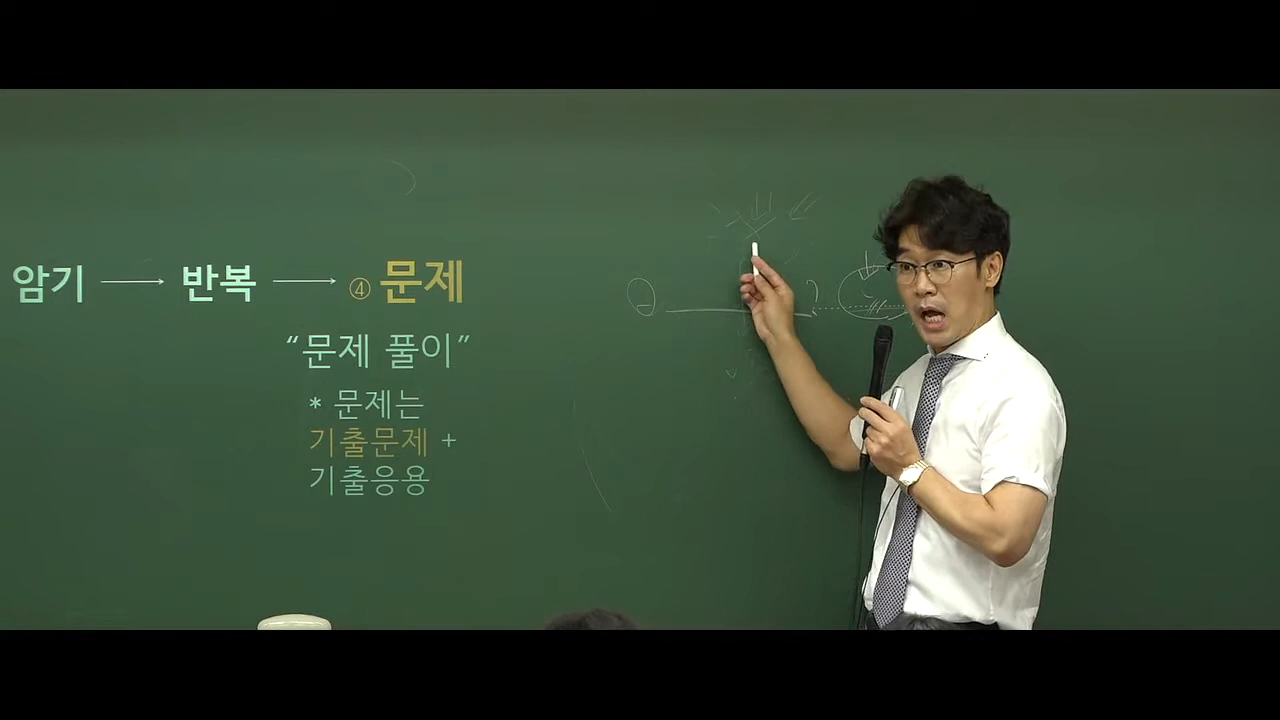 암기 → 반복 → ④ 문제
“문제 풀이”
* 문제는
기출문제 +
기출응용